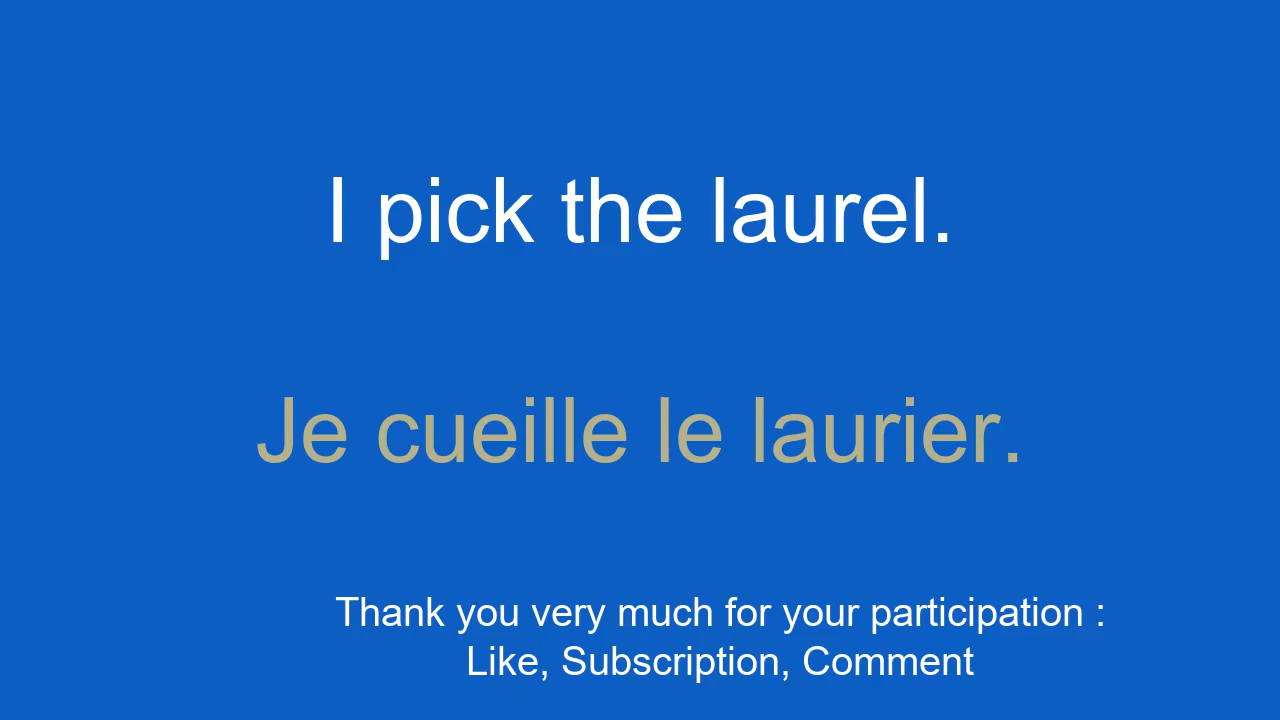 I pick the laurel.
Je cueille le laurier.
Thank you very much for your participation :
Like, Subscription, Comment